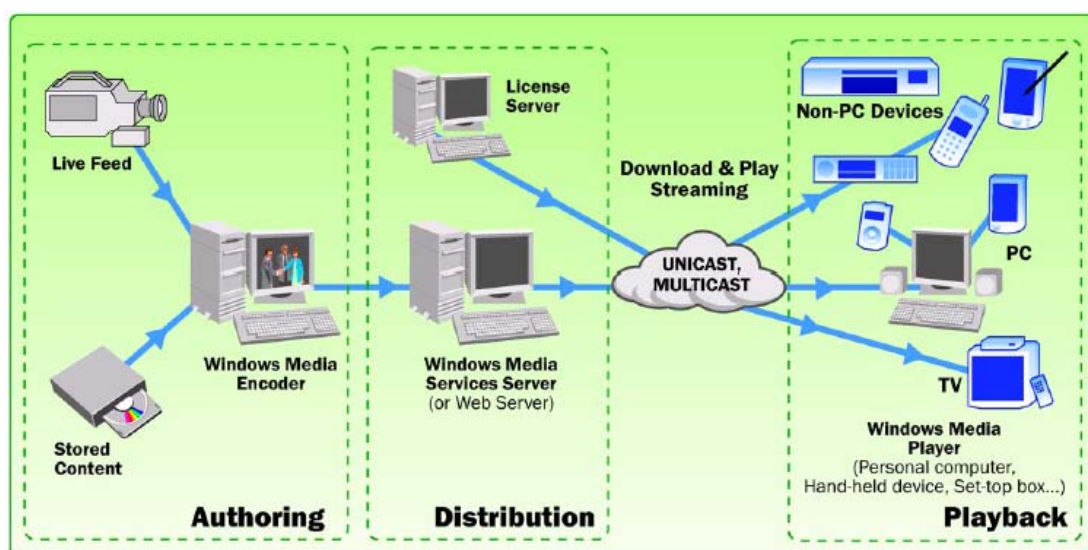 Live Feed
Stored
Content
Windows Media
Encoder
Authoring
License
Server
Windows Media
Services Server
(or Web Server)
Distribution
Download & Play
Streaming
UNICAST,
MULTICAST
Non-PC Devices
PC
TV
Windows Media
Player
(Personal computer,
Hand-held device, Set-top box...)
Playback